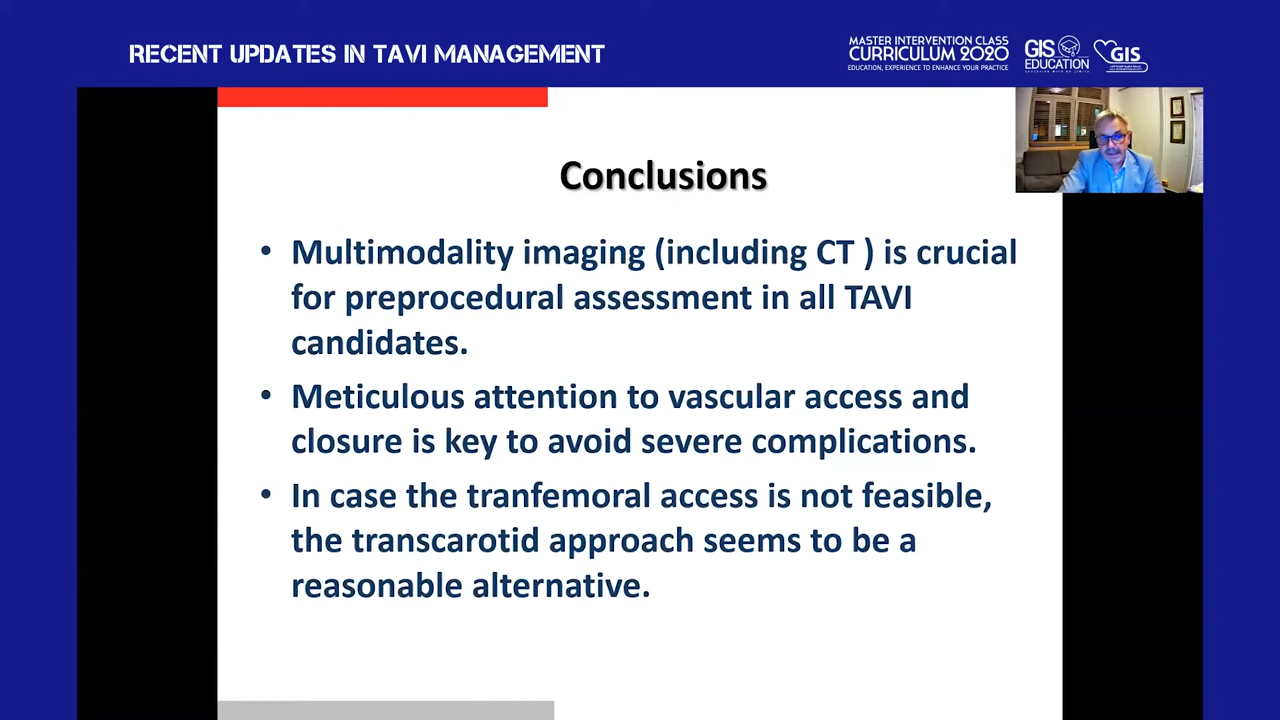 RECENT UPDATES IN TAVI MANAGEMENT
MASTER INTERVENTION CLASS
CURRICULUM 2020
EDUCATION, EXPERIENCE TO ENHANCE YOUR PRACTICE
GIS
EDUCATION
GIS
Conclusions
• Multimodality imaging (including CT ) is crucial
for preprocedural assessment in all TAVI
candidates.
• Meticulous attention to vascular access and
closure is key to avoid severe complications.
• In case the tranfemoral access is not feasible,
the transcarotid approach seems to be a
reasonable alternative.